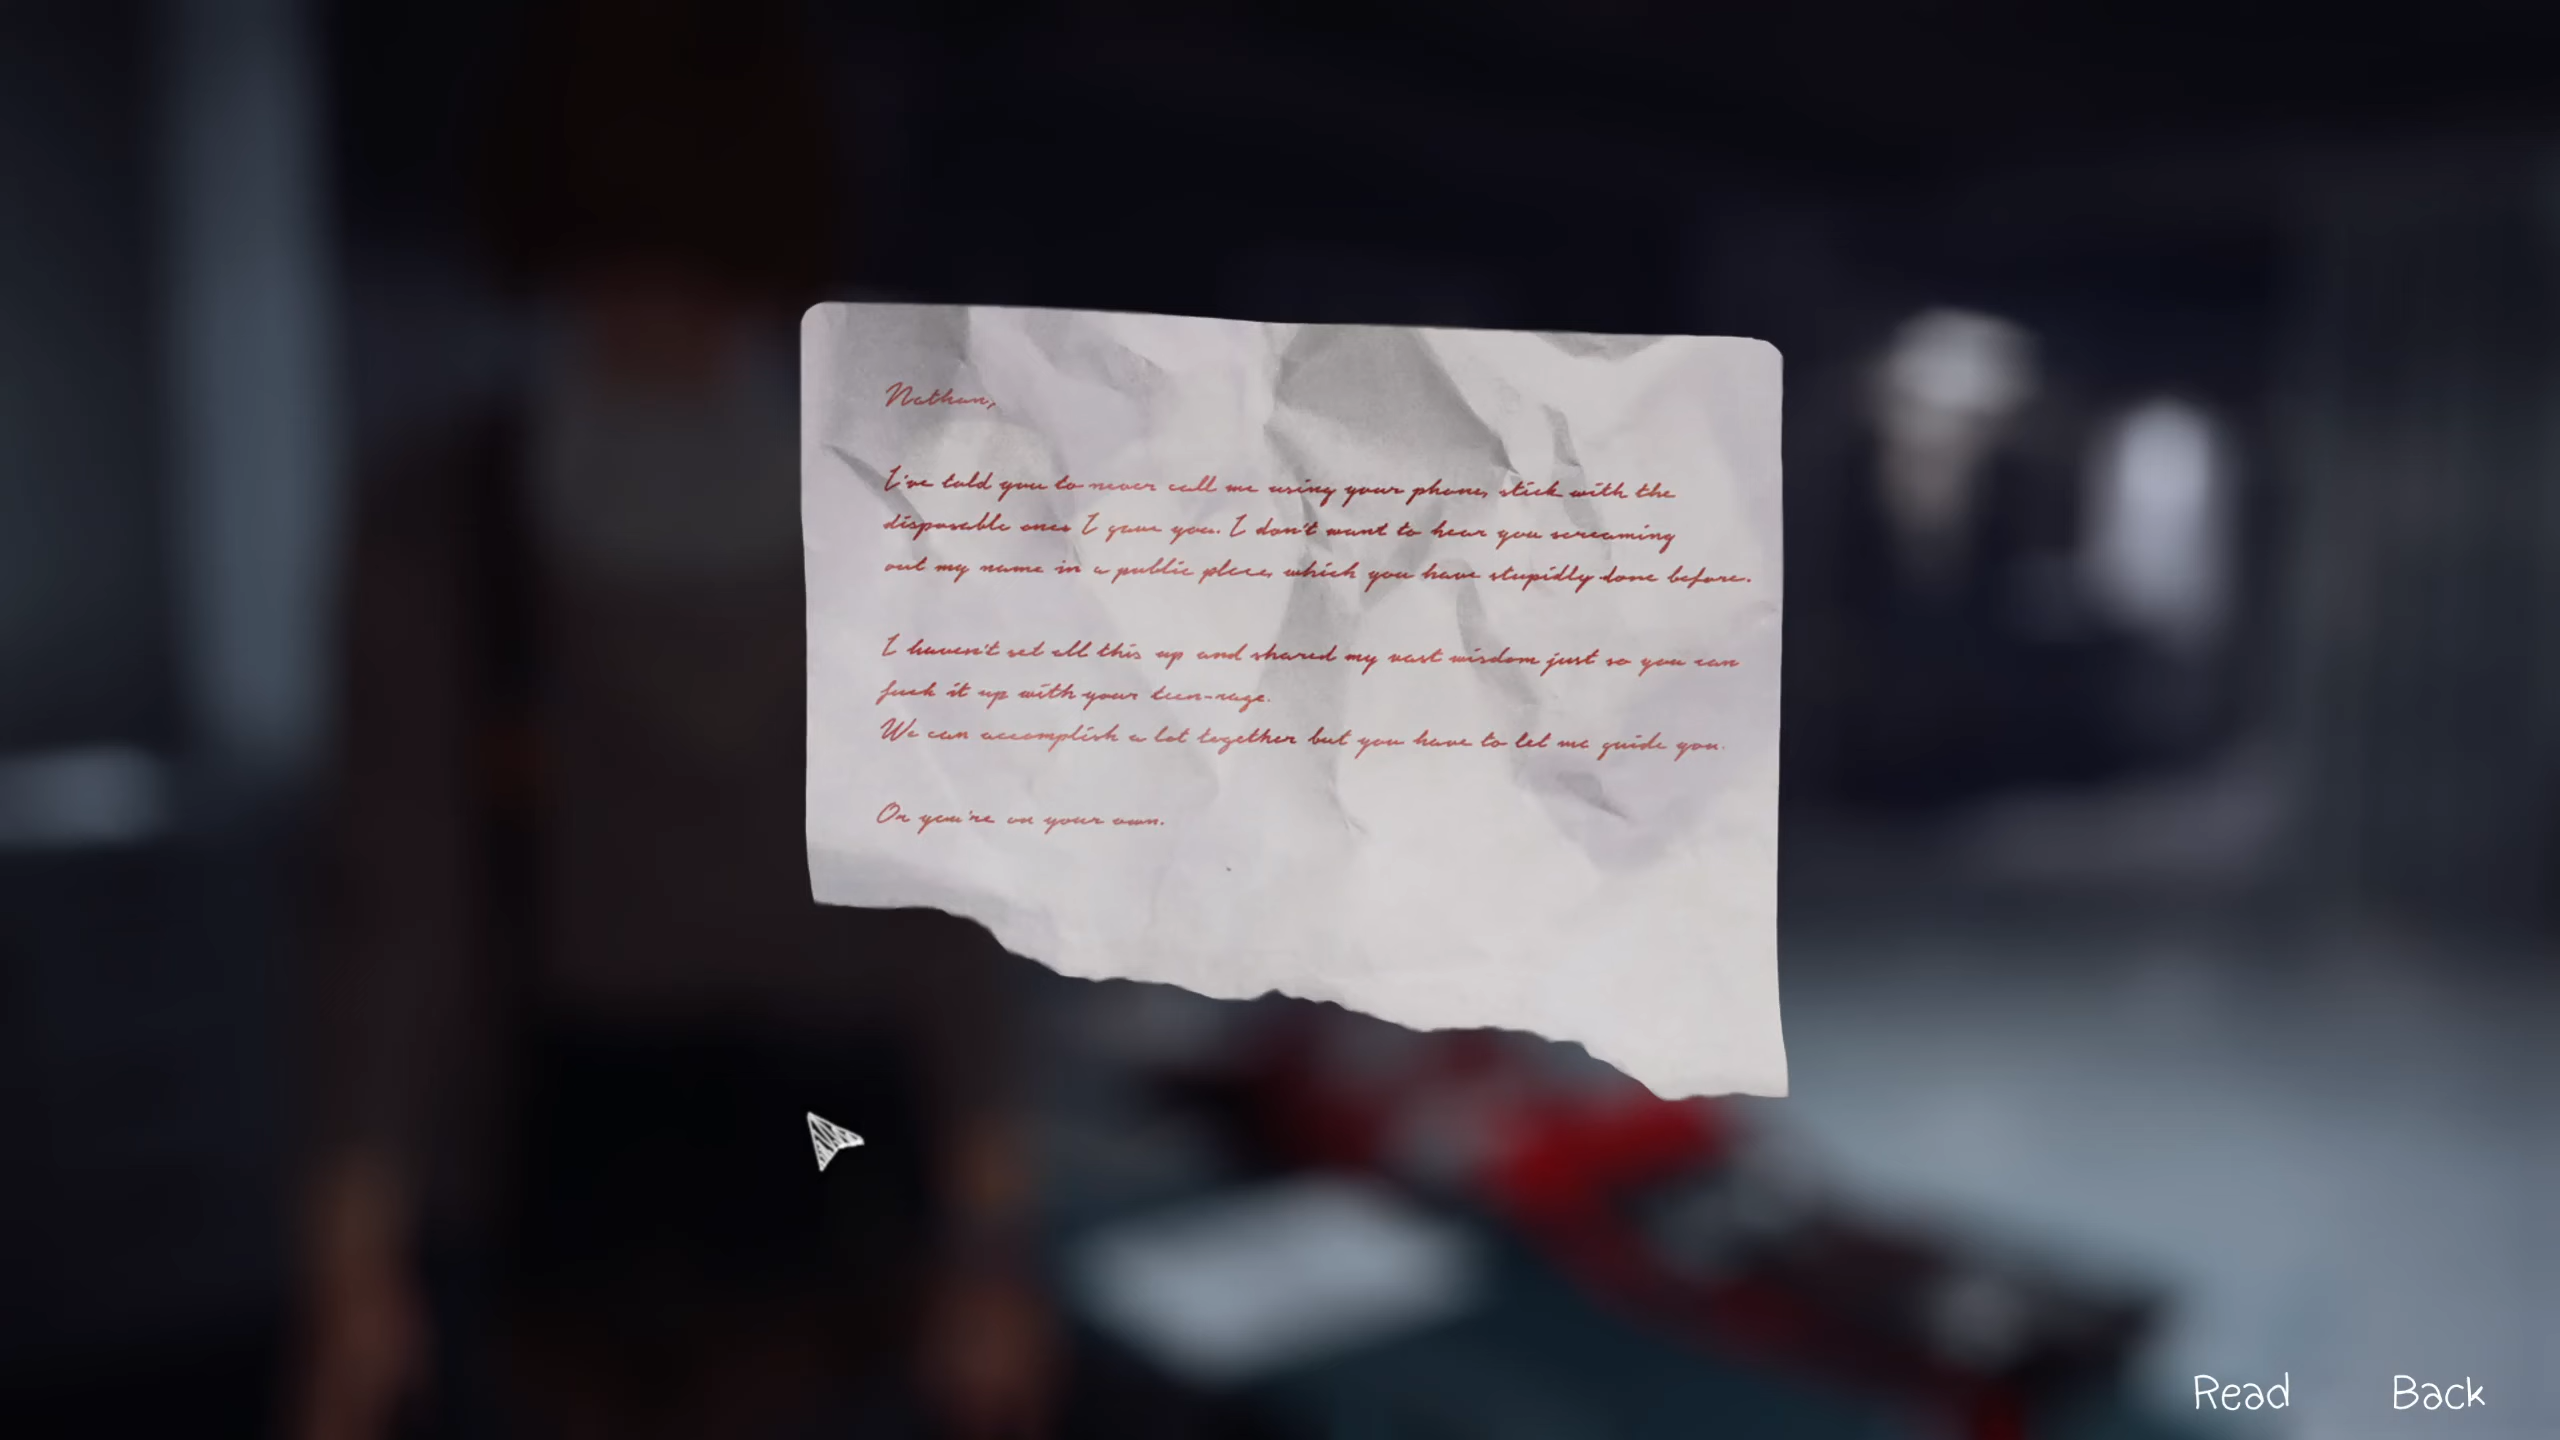 Nathan,
I've told you to never call me using your phone, stick with the
disposable ones I gave you. I don't want to hear you screaming
out my name in a public place, which you have stupidly done before.
I haven't set all this up and shared my vast wisdom just so you can
fuck it up with your teen-rage.
We can accomplish a lot together but you have to let me guide you.
Or you're on your own.
Read Back